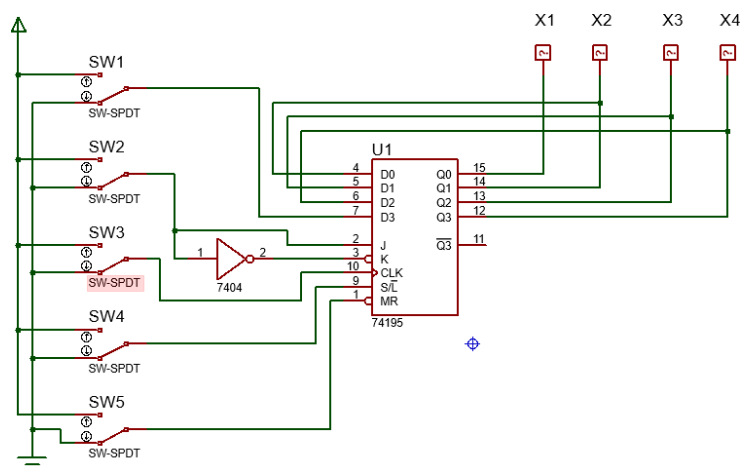 X1 X2 X3 X4
? ? ? ?
SW1
SW-SPDT
SW2
SW-SPDT
SW3
SW-SPDT
SW4
SW-SPDT
SW5
SW-SPDT
1 2
7404
U1
4 D0 Q0 15
5 D1 Q1 14
6 D2 Q2 13
7 D3 Q3 12
2 J Q3 11
3 K
10 CLK
9 S/L
1 MR
74195